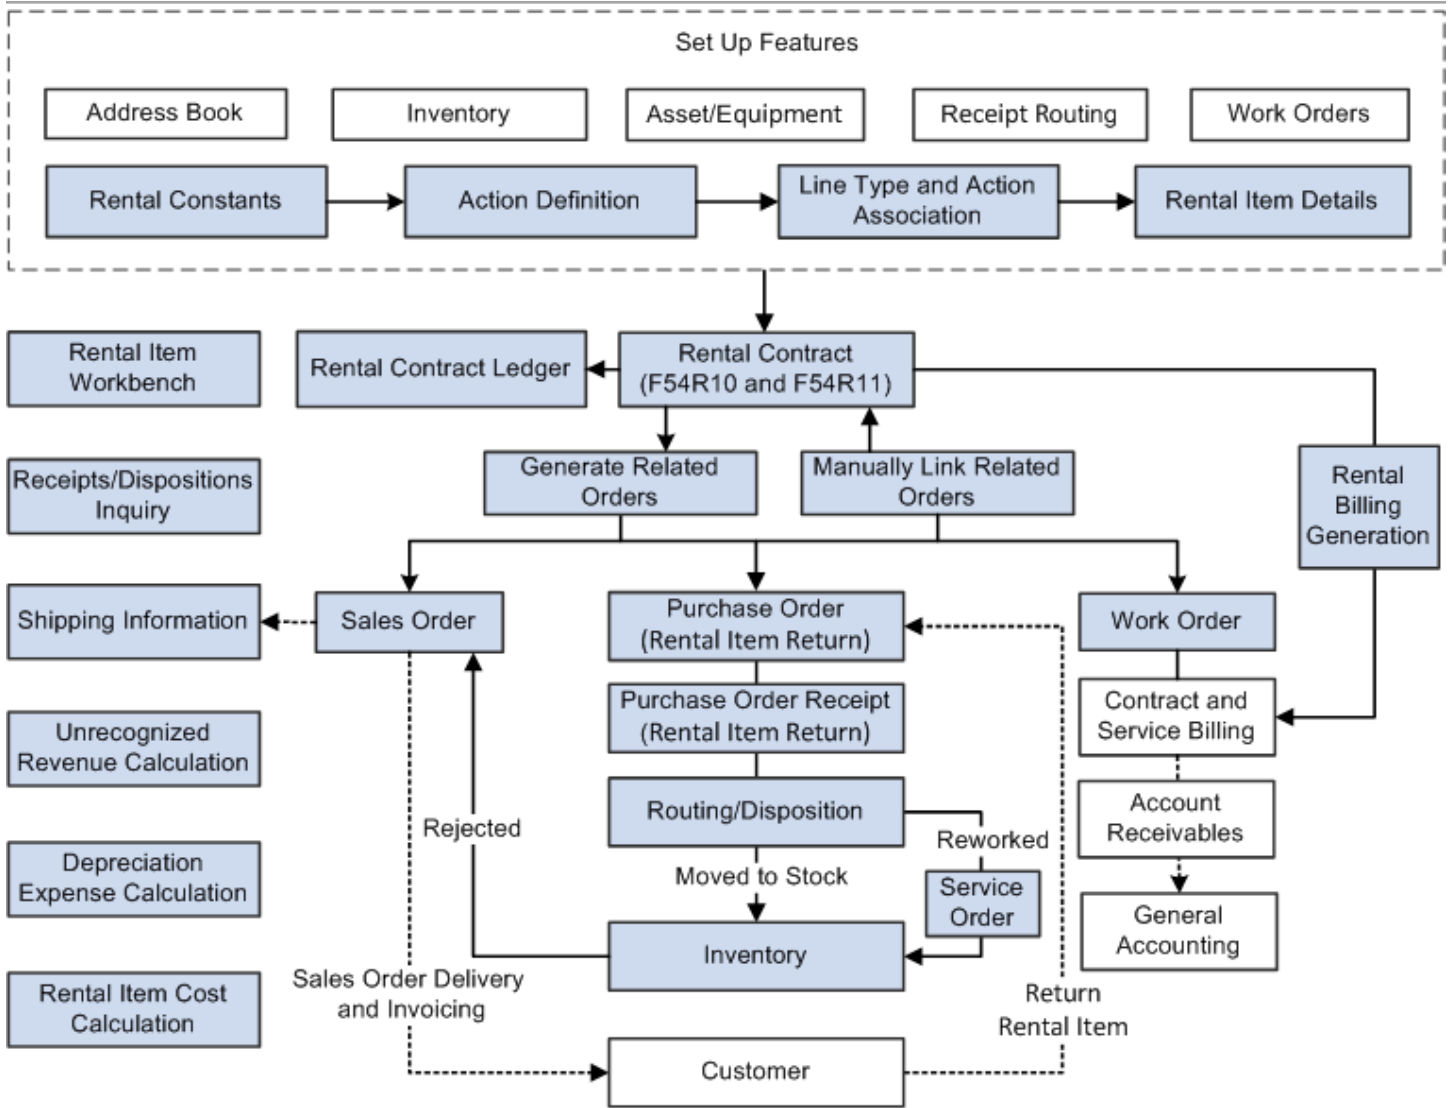 Set Up Features
Address Book
Inventory
Asset/Equipment
Receipt Routing
Work Orders
Rental Constants
Action Definition
Line Type and Action
Association
Rental Item Details
Rental Item
Workbench
Rental Contract Ledger
Rental Contract
(F54R10 and F54R11)
Receipts/Dispositions
Inquiry
Generate Related
Orders
Manually Link Related
Orders
Rental
Billing
Generation
Shipping Information
Sales Order
Purchase Order
(Rental Item Return)
Work Order
Unrecognized
Revenue Calculation
Purchase Order Receipt
(Rental Item Return)
Contract and
Service Billing
Rejected
Routing/Disposition
Reworked
Account
Receivables
Depreciation
Expense Calculation
Moved to Stock
Service
Order
General
Accounting
Inventory
Rental Item Cost
Calculation
Sales Order Delivery
and Invoicing
Return
Rental Item
Customer